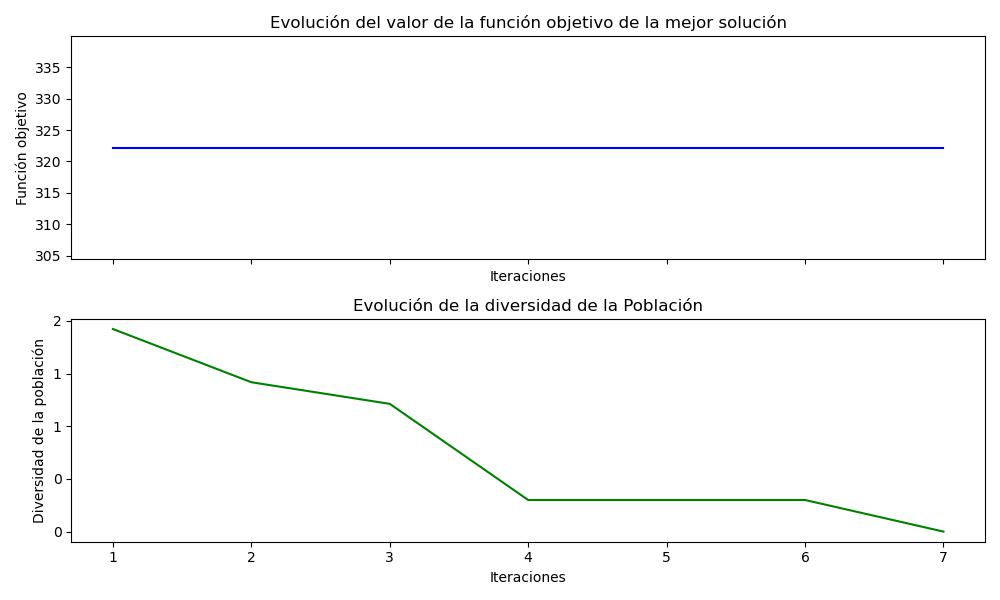 Evolución del valor de la función objetivo de la mejor solución
335
330
325
320
315
310
305
Función objetivo
Iteraciones
Evolución de la diversidad de la Población
2
1
1
0
0
Diversidad de la población
1 2 3 4 5 6 7
Iteraciones